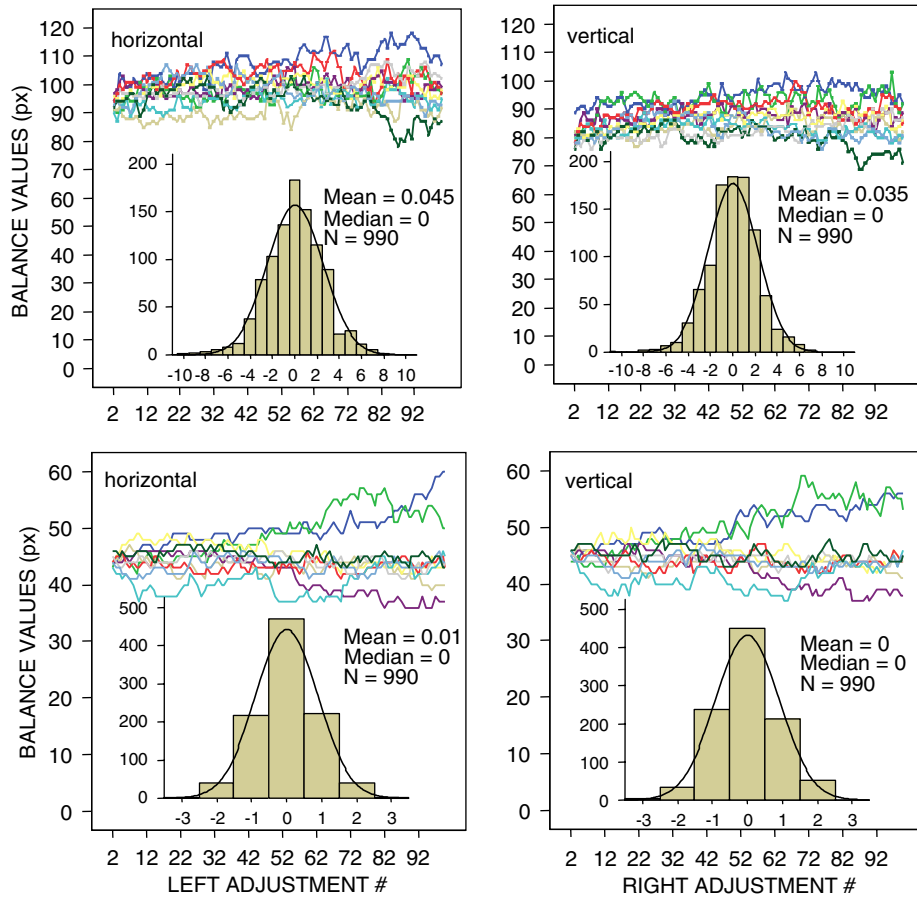 horizontal
BALANCE VALUES (px)
120
110
100
90
80
70
60
50
40
30
20
10
0
200
150
100
50
0
Mean = 0.045
Median = 0
N = 990
-10 -8 -6 -4 -2 0 2 4 6 8 10
2 12 22 32 42 52 62 72 82 92
vertical
120
110
100
90
80
70
60
50
40
30
20
10
0
200
150
100
50
0
Mean = 0.035
Median = 0
N = 990
-10 -8 -6 -4 -2 0 2 4 6 8 10
2 12 22 32 42 52 62 72 82 92
horizontal
BALANCE VALUES (px)
60
50
40
30
20
10
0
500
400
300
200
100
0
Mean = 0.01
Median = 0
N = 990
-3 -2 -1 0 1 2 3
2 12 22 32 42 52 62 72 82 92
LEFT ADJUSTMENT #
vertical
60
50
40
30
20
10
0
500
400
300
200
100
0
Mean = 0
Median = 0
N = 990
-3 -2 -1 0 1 2 3
2 12 22 32 42 52 62 72 82 92
RIGHT ADJUSTMENT #